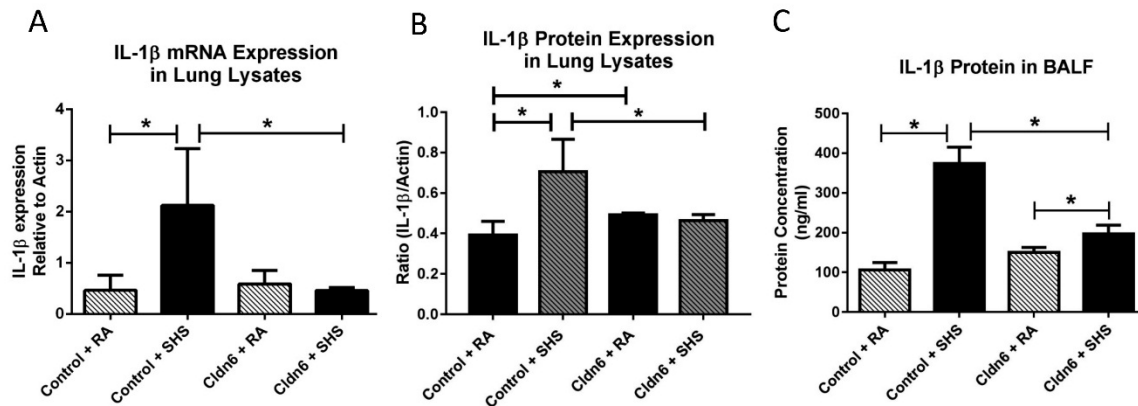 A
IL-1β mRNA Expression
in Lung Lysates
IL-1β expression
Relative to Actin
4
3
2
1
0
*
*
Control + RA
Control + SHS
Cldn6 + RA
Cldn6 + SHS
B
IL-1β Protein Expression
in Lung Lysates
Ratio (IL-1β/Actin)
1.0
0.8
0.6
0.4
0.2
0.0
*
*
*
Control + RA
Control + SHS
Cldn6 + RA
Cldn6 + SHS
C
IL-1β Protein in BALF
Protein Concentration
(ng/ml)
500
400
300
200
100
0
*
*
*
Control + RA
Control + SHS
Cldn6 + RA
Cldn6 + SHS